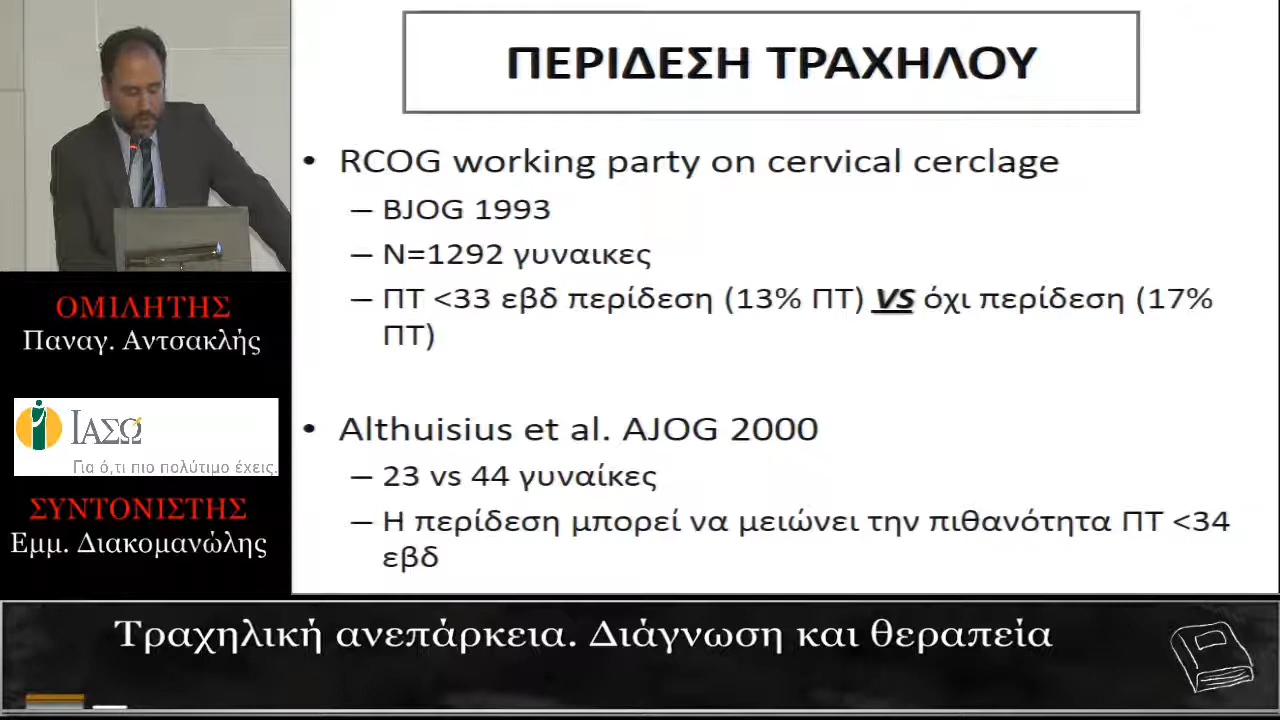 ΠΕΡΙΔΕΣΗ ΤΡΑΧΗΛΟΥ
• RCOG working party on cervical cerclage
– BJOG 1993
– N=1292 γυναικες
– ΠΤ <33 εβδ περίδεση (13% ΠΤ) VS όχι περίδεση (17%
ΠΤ)
• Althuisius et al. AJOG 2000
– 23 vs 44 γυναίκες
– Η περίδεση μπορεί να μειώνει την πιθανότητα ΠΤ <34
εβδ
ΟΜΙΛΗΤΗΣ
Παναγ. Αντσακλής
ΙΑΣΩ
Για ό,τι πιο πολύτιμο έχεις.
ΣΥΝΤΟΝΙΣΤΗΣ
Εμμ. Διακομανώλης
Τραχηλική ανεπάρκεια. Διάγνωση και θεραπεία